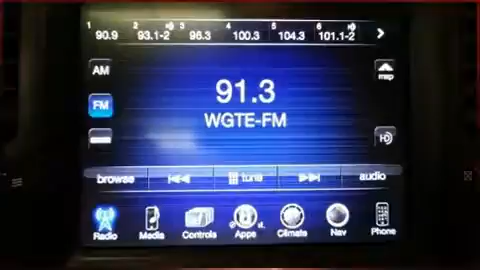 1 2 3 4 5 6
90.9 93.1-2 96.3 100.3 104.3 101.1-2
AM
map
FM
91.3
WGTE-FM
HD
browse tune audio
Radio Media Controls Apps Climate Nav Phone